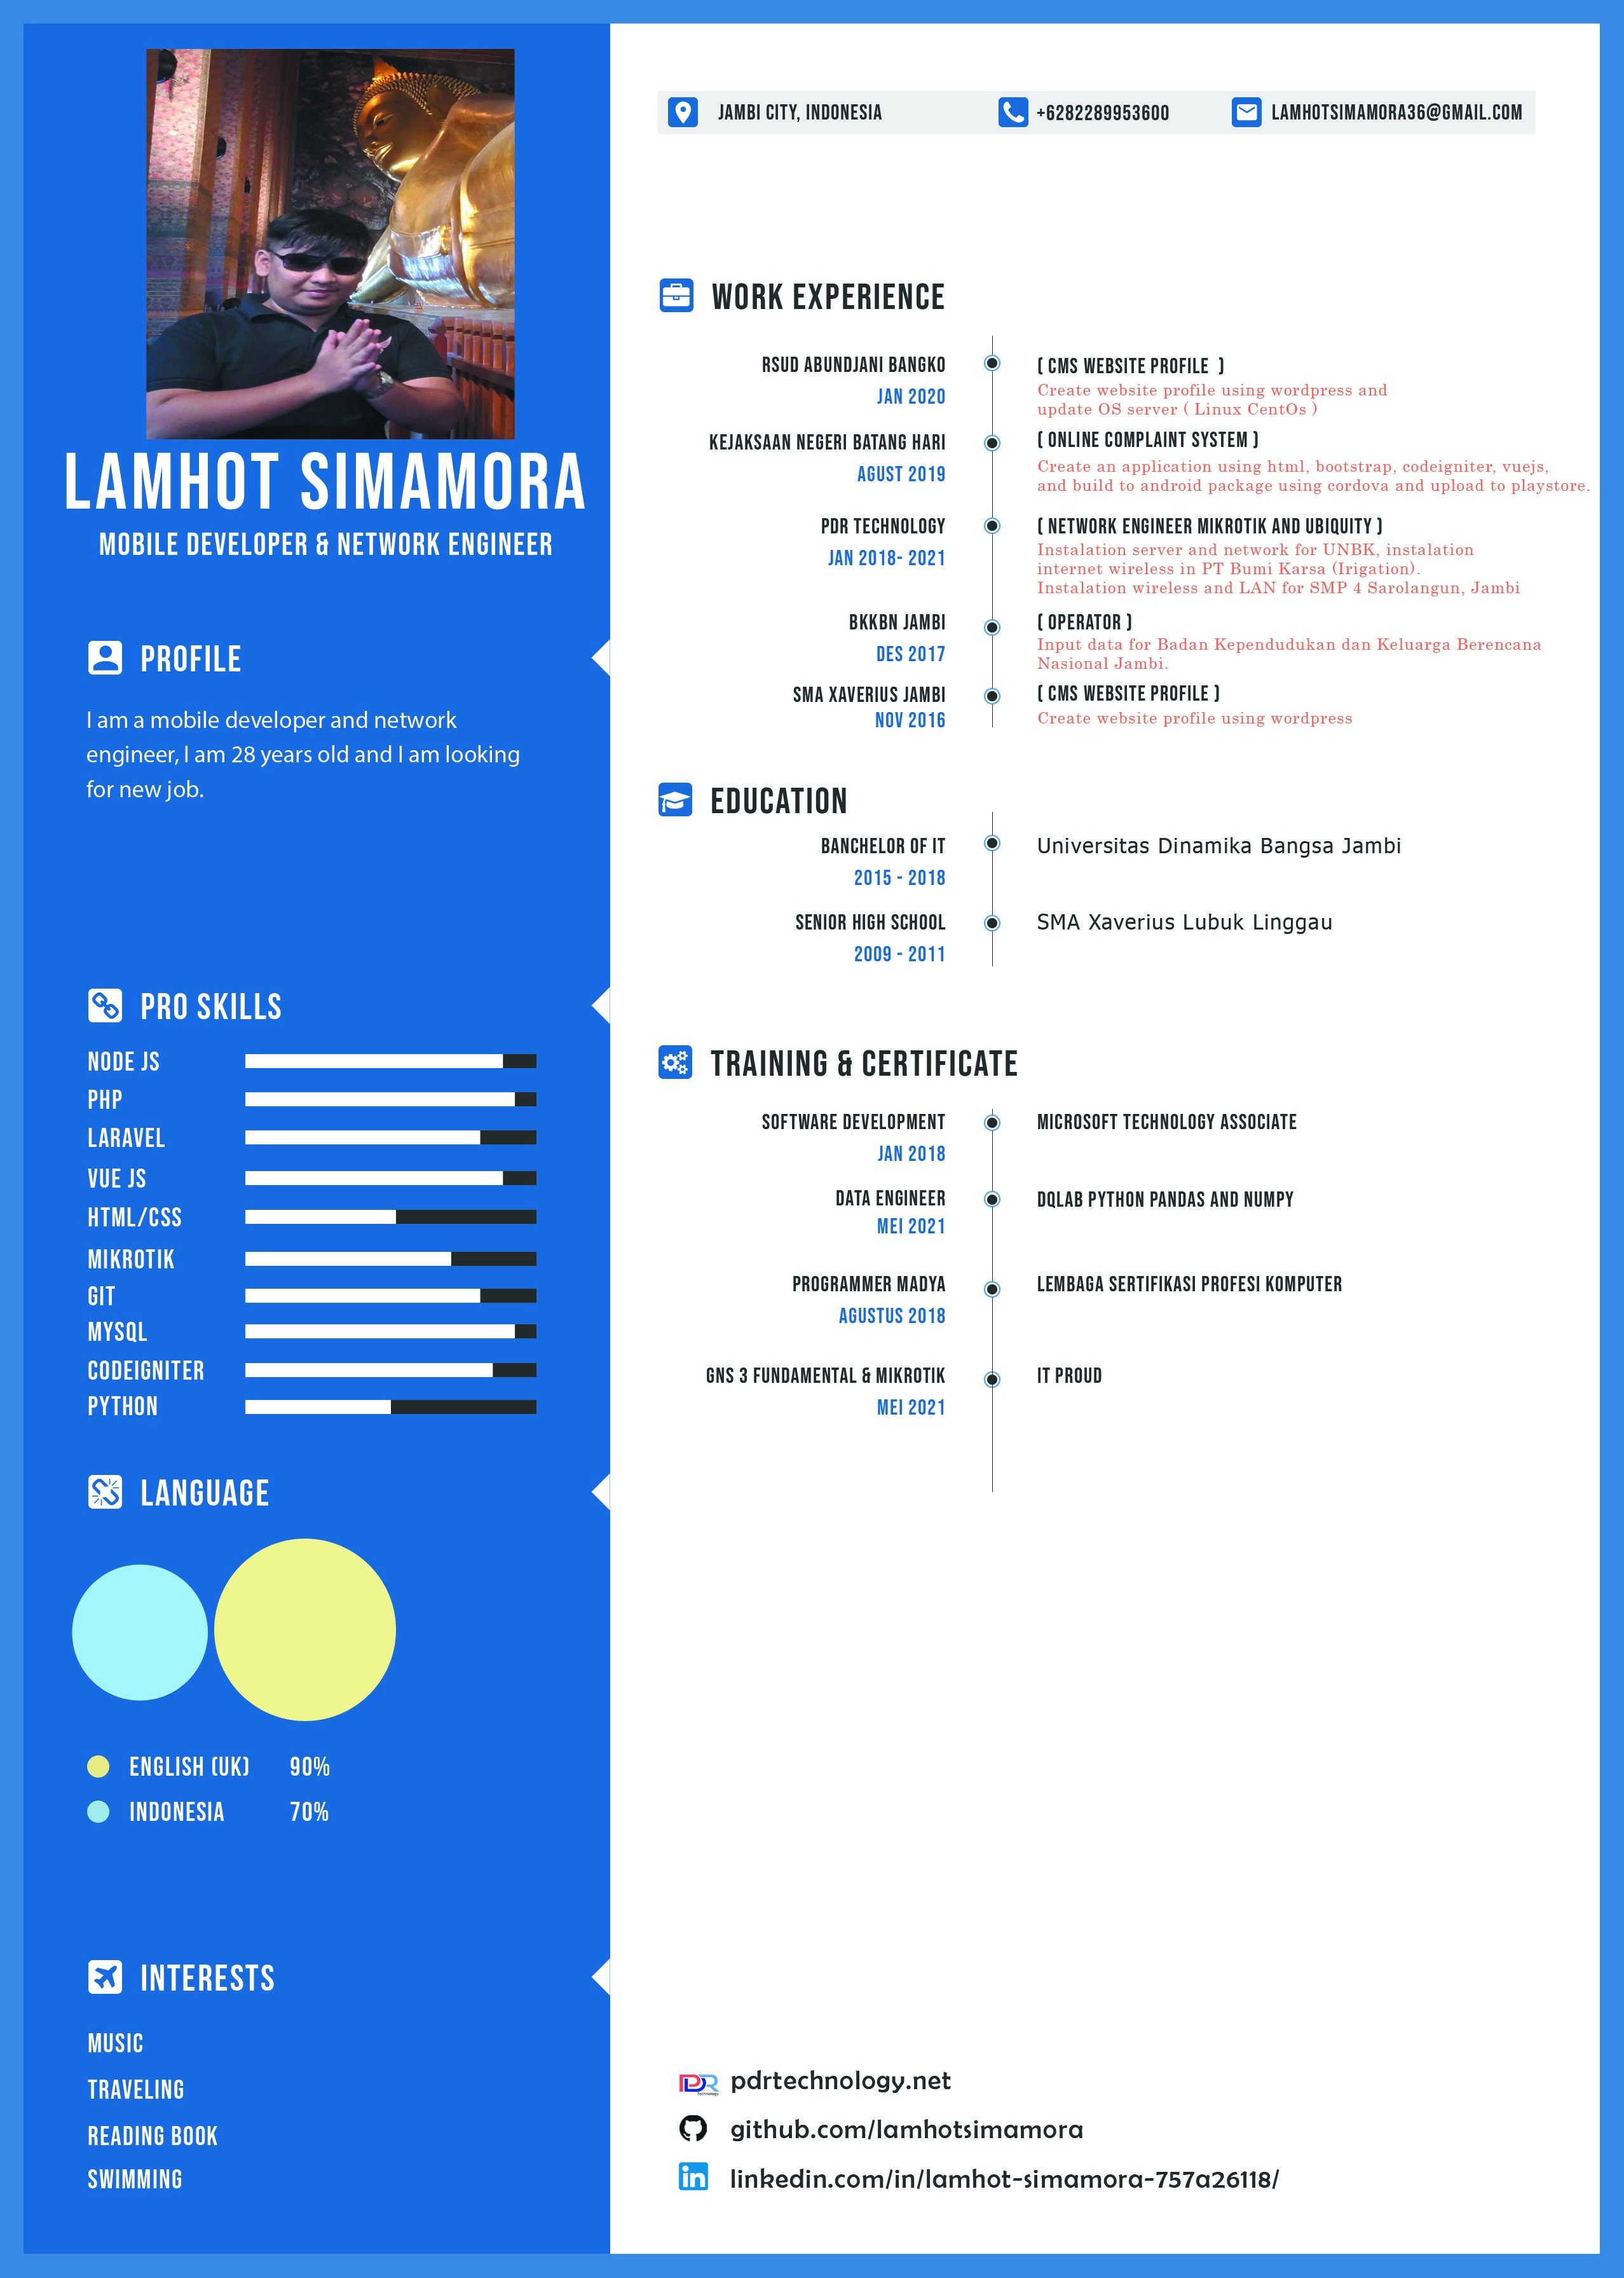 LAMHOT SIMAMORA
MOBILE DEVELOPER & NETWORK ENGINEER
PROFILE
I am a mobile developer and network
engineer, I am 28 years old and I am looking
for new job.
PRO SKILLS
NODE JS
PHP
LARAVEL
VUE JS
HTML/CSS
MIKROTIK
GIT
MYSQL
CODEIGNITER
PYTHON
LANGUAGE
ENGLISH (UK) 90%
INDONESIA 70%
INTERESTS
MUSIC
TRAVELING
READING BOOK
SWIMMING
JAMBI CITY, INDONESIA +6282289953600 LAMHOTSIMAMORA36@GMAIL.COM
WORK EXPERIENCE
RSUD ABUNDJANI BANGKO
JAN 2020
( CMS WEBSITE PROFILE )
Create website profile using wordpress and
update OS server ( Linux CentOs )
KEJAKSAAN NEGERI BATANG HARI
AGUST 2019
( ONLINE COMPLAINT SYSTEM )
Create an application using html, bootstrap, codeigniter, vuejs,
and build to android package using cordova and upload to playstore.
PDR TECHNOLOGY
JAN 2018- 2021
( NETWORK ENGINEER MIKROTIK AND UBIQUITY )
Instalation server and network for UNBK, instalation
internet wireless in PT Bumi Karsa (Irigation).
Instalation wireless and LAN for SMP 4 Sarolangun, Jambi
BKKBN JAMBI
DES 2017
( OPERATOR )
Input data for Badan Kependudukan dan Keluarga Berencana
Nasional Jambi.
SMA XAVERIUS JAMBI
NOV 2016
( CMS WEBSITE PROFILE )
Create website profile using wordpress
EDUCATION
BANCHELOR OF IT
2015 - 2018
Universitas Dinamika Bangsa Jambi
SENIOR HIGH SCHOOL
2009 - 2011
SMA Xaverius Lubuk Linggau
TRAINING & CERTIFICATE
SOFTWARE DEVELOPMENT
JAN 2018
MICROSOFT TECHNOLOGY ASSOCIATE
DATA ENGINEER
MEI 2021
DQLAB PYTHON PANDAS AND NUMPY
PROGRAMMER MADYA
AGUSTUS 2018
LEMBAGA SERTIFIKASI PROFESI KOMPUTER
GNS 3 FUNDAMENTAL & MIKROTIK
MEI 2021
IT PROUD
PDR
Technology
pdrtechnology.net
github.com/lamhotsimamora
in
linkedin.com/in/lamhot-simamora-757a26118/